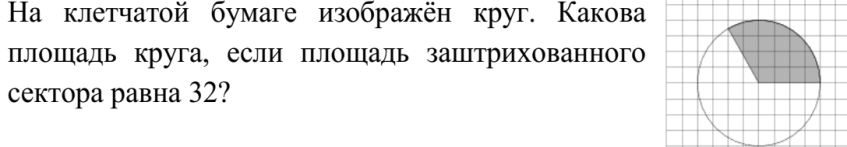 На клетчатой бумаге изображён круг. Какова
площадь круга, если площадь заштрихованного
сектора равна 32?